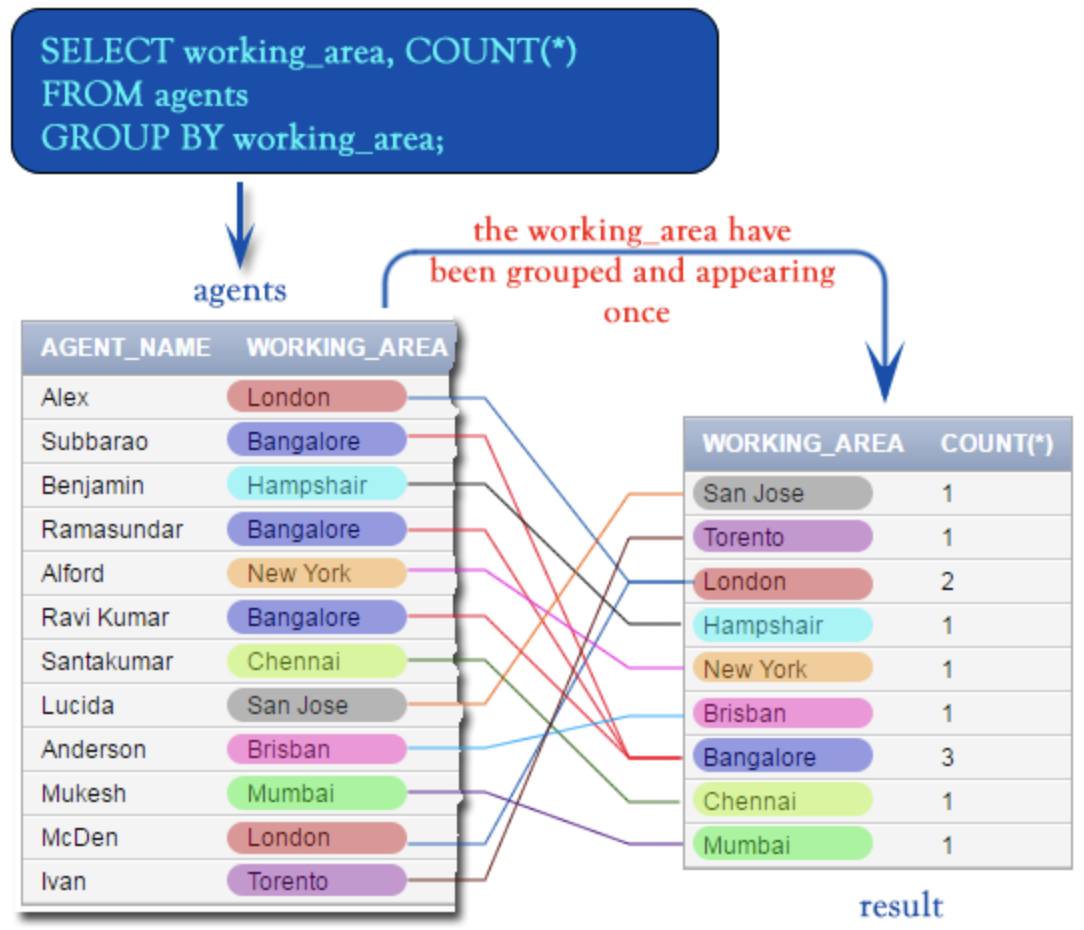 SELECT working_area, COUNT(*)
FROM agents
GROUP BY working_area;
the working_area have
been grouped and appearing
once
agents
AGENT_NAME WORKING_AREA
Alex London
Subbarao Bangalore
Benjamin Hampshair
Ramasundar Bangalore
Alford New York
Ravi Kumar Bangalore
Santakumar Chennai
Lucida San Jose
Anderson Brisban
Mukesh Mumbai
McDen London
Ivan Torento
WORKING_AREA COUNT(*)
San Jose 1
Torento 1
London 2
Hampshair 1
New York 1
Brisban 1
Bangalore 3
Chennai 1
Mumbai 1
result